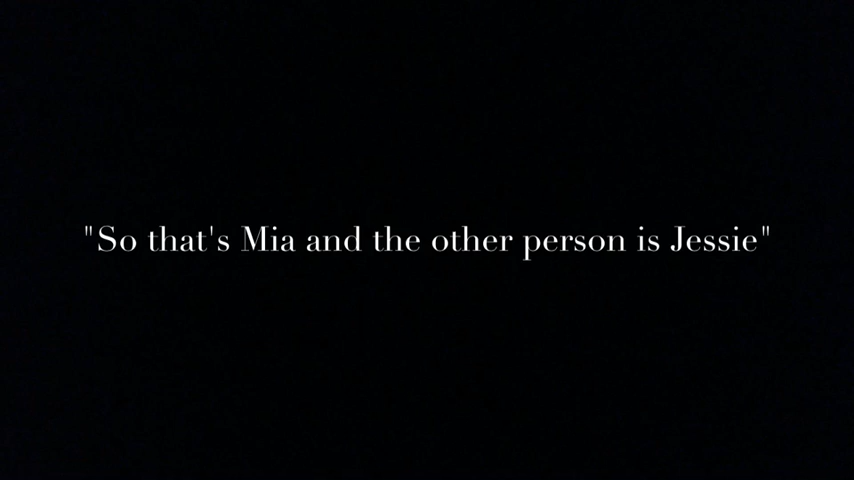 "So that's Mia and the other person is Jessie"